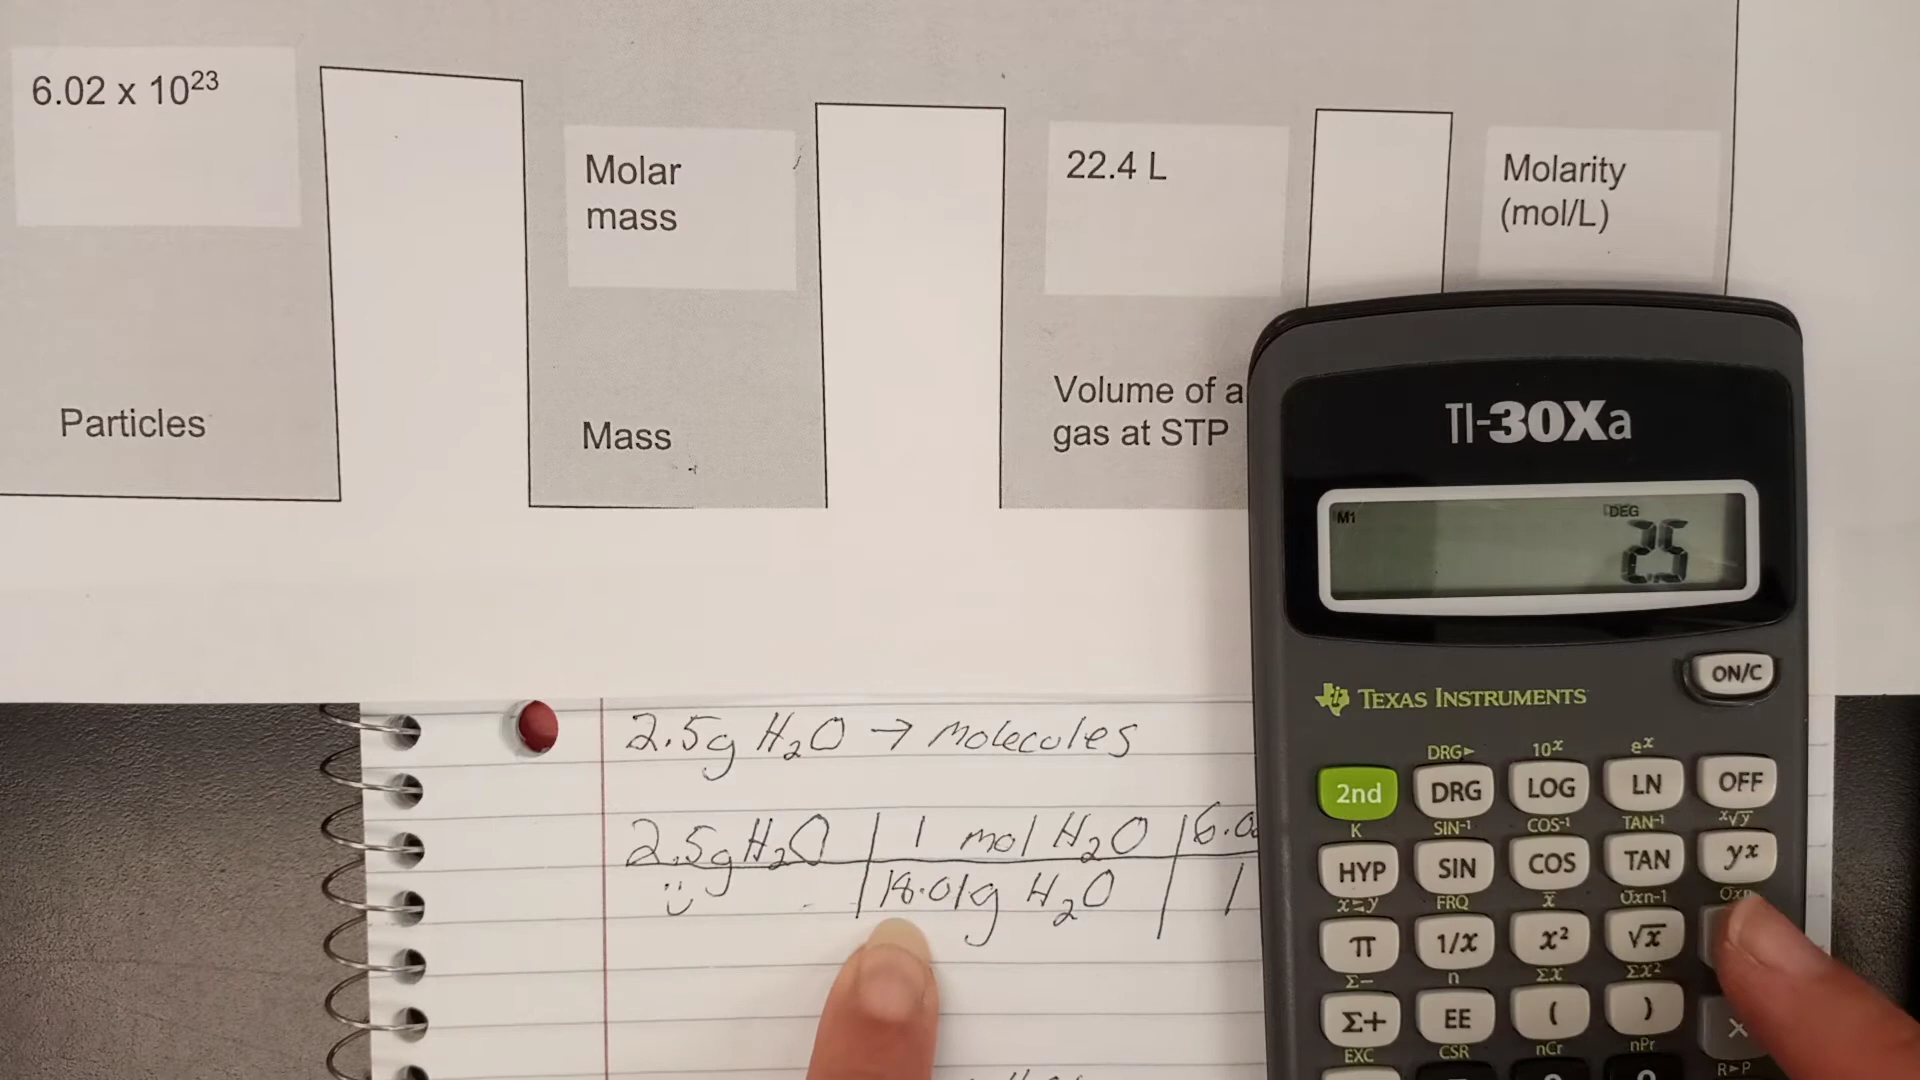 6.02 x 10²³
Molar
mass
22.4 L
Molarity
(mol/L)
Particles
Mass
Volume of a
gas at STP
TI-30Xa
M1 DEG
2.5
ON/C
TEXAS INSTRUMENTS
2.5g H₂O → molecules
2.5g H₂O | 1 mol H₂O | 6.0
18.01g H₂O | 1
DRG► 10ˣ eˣ
2nd DRG LOG LN OFF
K SIN⁻¹ COS⁻¹ TAN⁻¹ ˣ√y
HYP SIN COS TAN yˣ
x⇆y FRQ x̄ σxn-1 σxn
π 1/x x² √x
Σ− n Σx Σx²
Σ+ EE ( ) ×
EXC CSR nCr nPr R►P